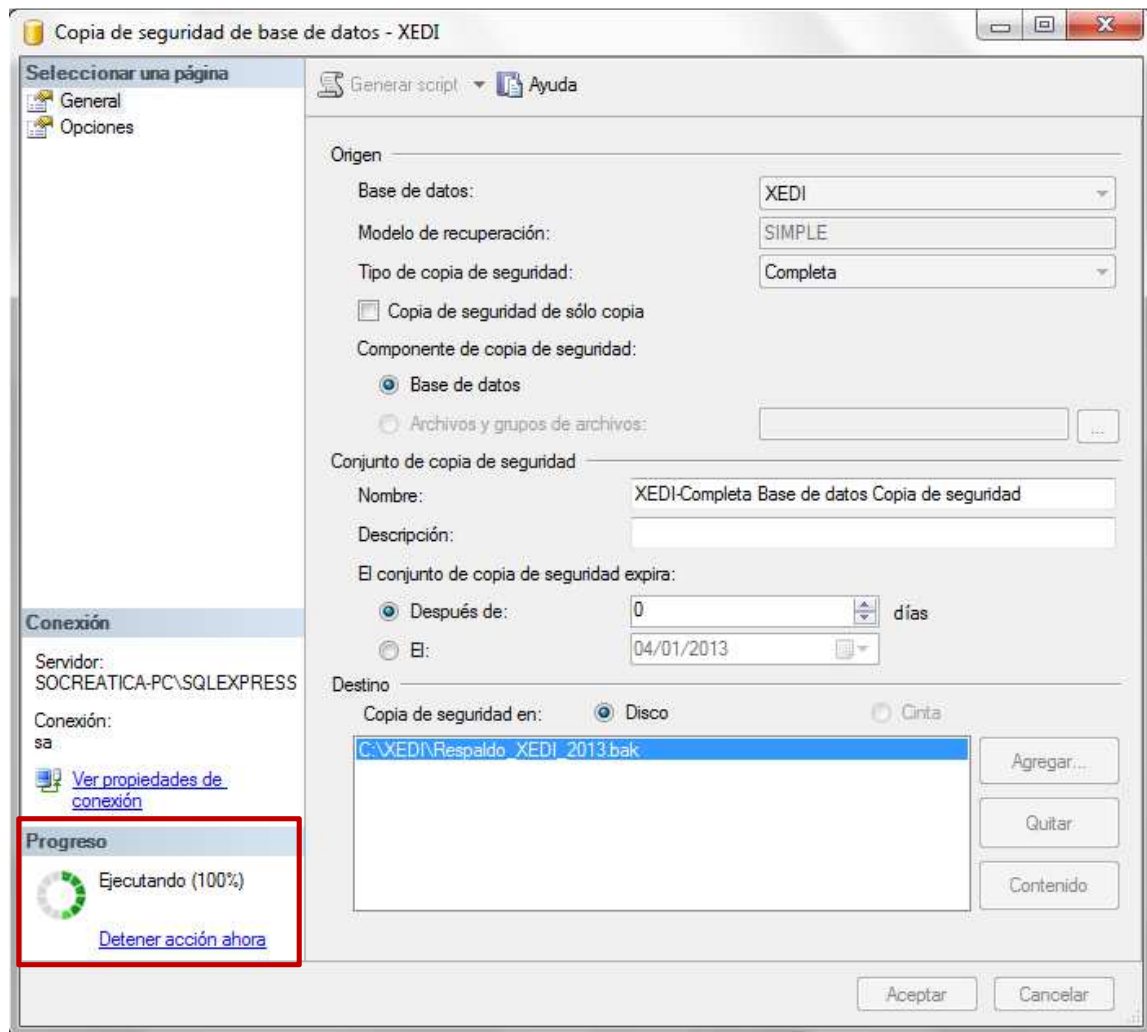 Copia de seguridad de base de datos - XEDI
Seleccionar una página
General
Opciones
Generar script
Ayuda
Origen
Base de datos:
XEDI
Modelo de recuperación:
SIMPLE
Tipo de copia de seguridad:
Completa
Copia de seguridad de sólo copia
Componente de copia de seguridad:
Base de datos
Archivos y grupos de archivos:
...
Conjunto de copia de seguridad
Nombre:
XEDI-Completa Base de datos Copia de seguridad
Descripción:
El conjunto de copia de seguridad expira:
Después de:
0
días
El:
04/01/2013
Destino
Copia de seguridad en:
Disco
Cinta
C:\XEDI\Respaldo_XEDI_2013.bak
Agregar...
Quitar
Contenido
Conexión
Servidor:
SOCREATICA-PC\SQLEXPRESS
Conexión:
sa
Ver propiedades de
conexión
Progreso
Ejecutando (100%)
Detener acción ahora
Aceptar
Cancelar